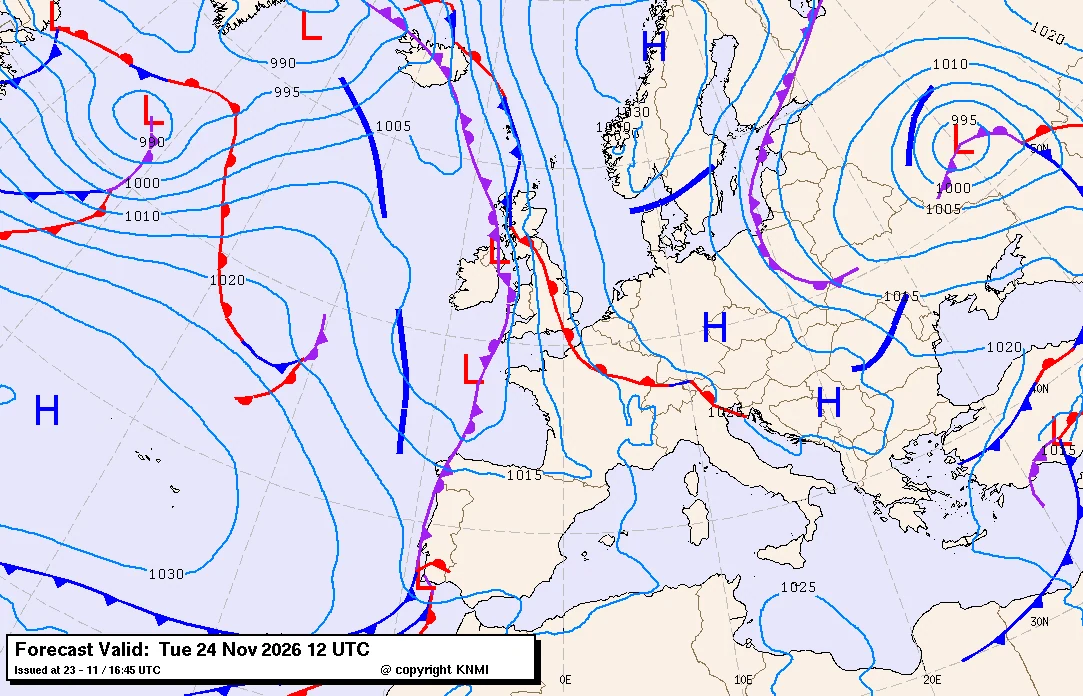 L
L
H
1020
990
1010
995
L
1030
L
995
990
1005
50N
1000
1000
1005
1010
L
1020
1015
H
1020
L
40N
H
H
1025
L
1015
1015
1030
L
1025
30N
Forecast Valid: Tue 24 Nov 2026 12 UTC
Issued at 23 - 11 / 16:45 UTC @ copyright KNMI
0E
10E
20E